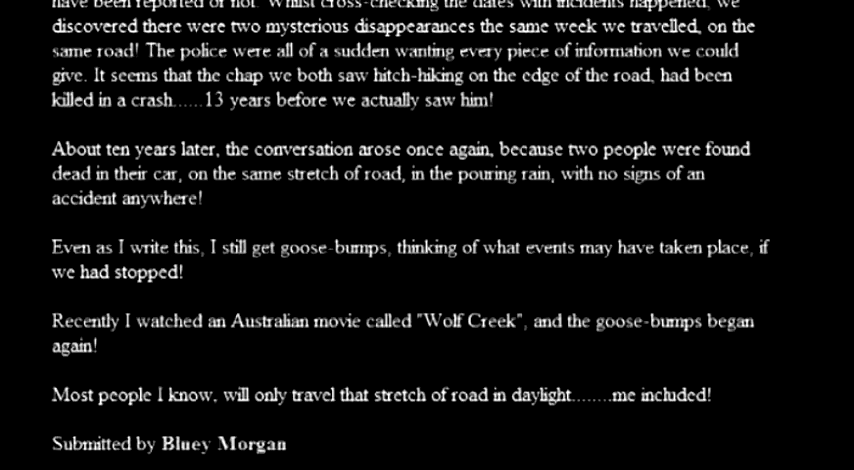 have been reported or not. Whilst cross-checking the dates with incidents happened, we
discovered there were two mysterious disappearances the same week we travelled, on the
same road! The police were all of a sudden wanting every piece of information we could
give. It seems that the chap we both saw hitch-hiking on the edge of the road, had been
killed in a crash......13 years before we actually saw him!
About ten years later, the conversation arose once again, because two people were found
dead in their car, on the same stretch of road, in the pouring rain, with no signs of an
accident anywhere!
Even as I write this, I still get goose-bumps, thinking of what events may have taken place, if
we had stopped!
Recently I watched an Australian movie called "Wolf Creek", and the goose-bumps began
again!
Most people I know, will only travel that stretch of road in daylight........me included!
Submitted by Bluey Morgan